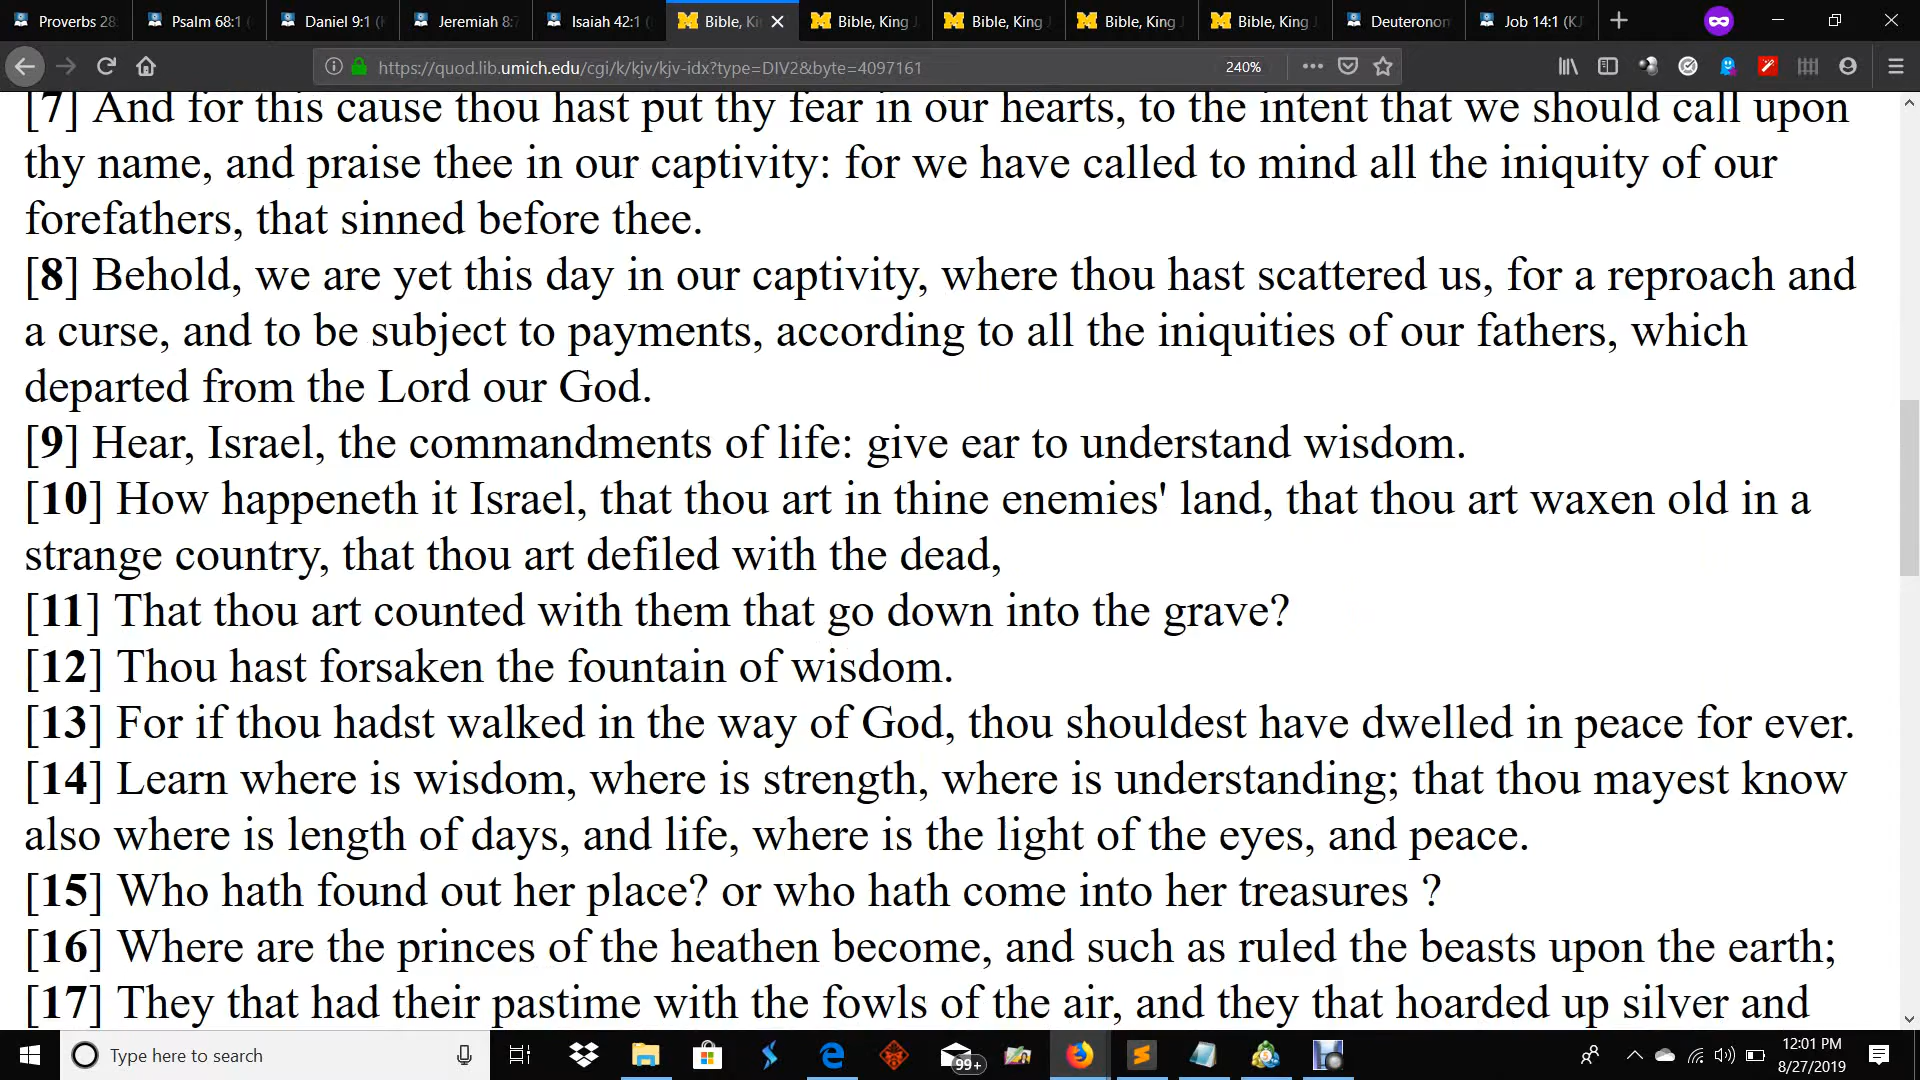 Proverbs 28:
Psalm 68:1 (
Daniel 9:1 (K
Jeremiah 8:7
Isaiah 42:1 (
Bible, Ki
Bible, King J
Bible, King J
Bible, King J
Bible, King J
Deuteronom
Job 14:1 (KJ
https://quod.lib.umich.edu/cgi/k/kjv/kjv-idx?type=DIV2&byte=4097161
240%
[7] And for this cause thou hast put thy fear in our hearts, to the intent that we should call upon
thy name, and praise thee in our captivity: for we have called to mind all the iniquity of our
forefathers, that sinned before thee.
[8] Behold, we are yet this day in our captivity, where thou hast scattered us, for a reproach and
a curse, and to be subject to payments, according to all the iniquities of our fathers, which
departed from the Lord our God.
[9] Hear, Israel, the commandments of life: give ear to understand wisdom.
[10] How happeneth it Israel, that thou art in thine enemies' land, that thou art waxen old in a
strange country, that thou art defiled with the dead,
[11] That thou art counted with them that go down into the grave?
[12] Thou hast forsaken the fountain of wisdom.
[13] For if thou hadst walked in the way of God, thou shouldest have dwelled in peace for ever.
[14] Learn where is wisdom, where is strength, where is understanding; that thou mayest know
also where is length of days, and life, where is the light of the eyes, and peace.
[15] Who hath found out her place? or who hath come into her treasures ?
[16] Where are the princes of the heathen become, and such as ruled the beasts upon the earth;
[17] They that had their pastime with the fowls of the air, and they that hoarded up silver and
Type here to search
99+
12:01 PM
8/27/2019